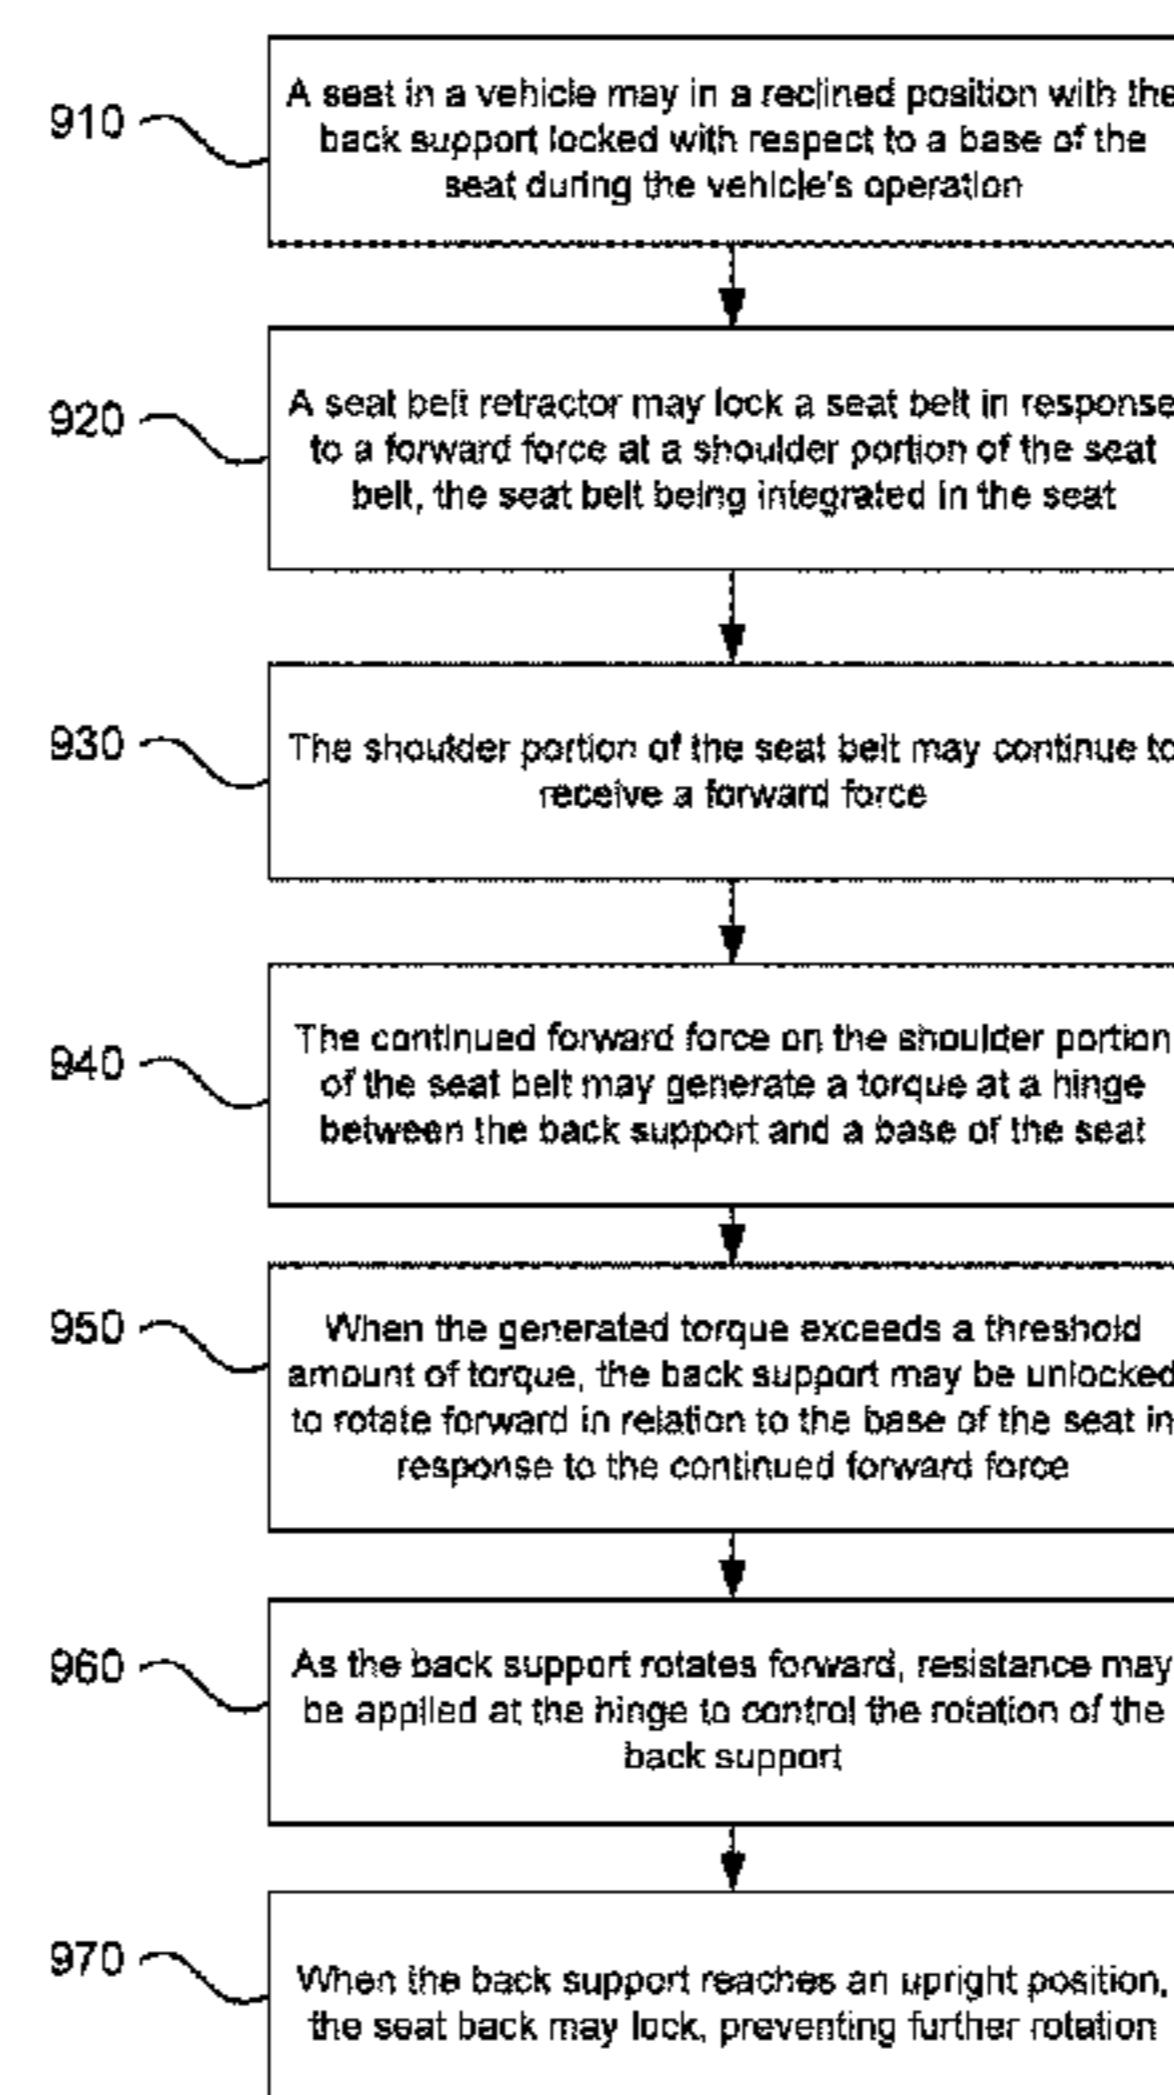 910
A seat in a vehicle may in a reclined position with the
back support locked with respect to a base of the
seat during the vehicle's operation
920
A seat belt retractor may lock a seat belt in response
to a forward force at a shoulder portion of the seat
belt, the seat belt being integrated in the seat
930
The shoulder portion of the seat belt may continue to
receive a forward force
940
The continued forward force on the shoulder portion
of the seat belt may generate a torque at a hinge
between the back support and a base of the seat
950
When the generated torque exceeds a threshold
amount of torque, the back support may be unlocked
to rotate forward in relation to the base of the seat in
response to the continued forward force
960
As the back support rotates forward, resistance may
be applied at the hinge to control the rotation of the
back support
970
When the back support reaches an upright position,
the seat back may lock, preventing further rotation